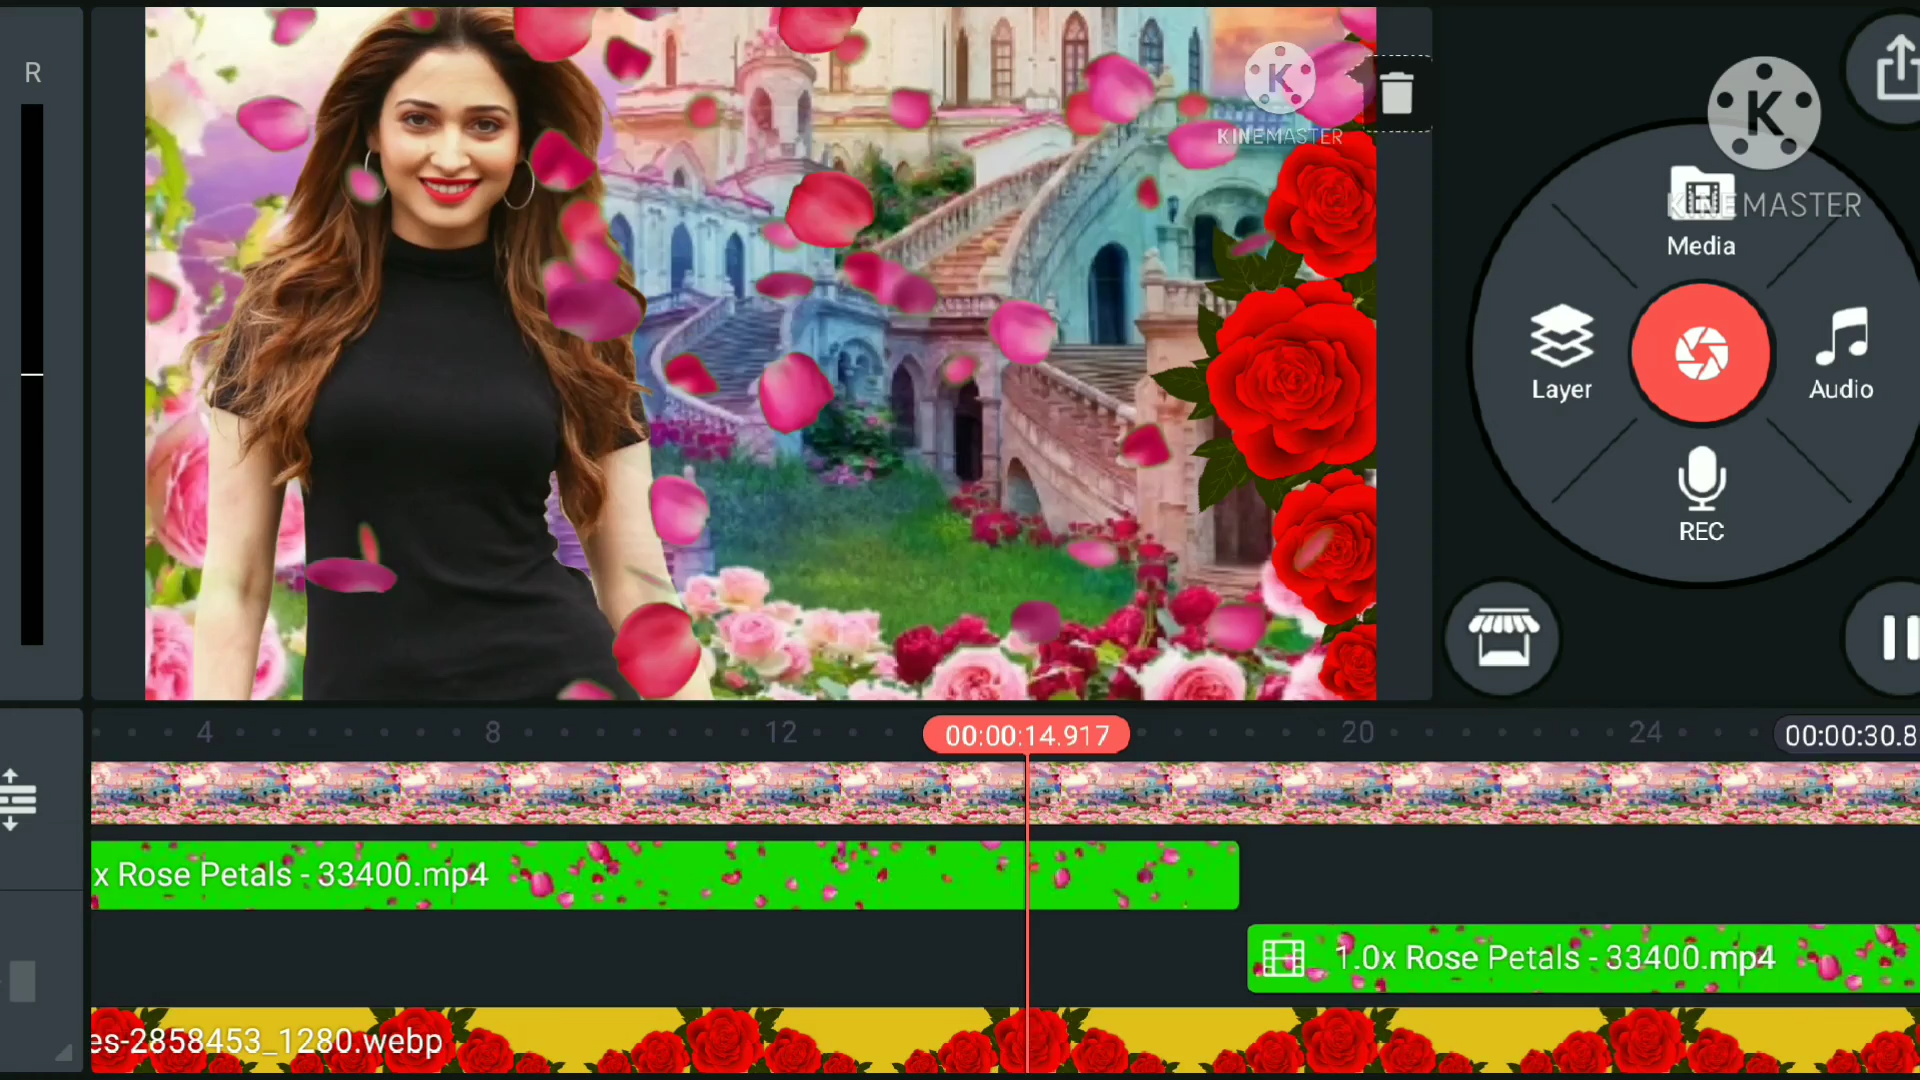 R
K
KINEMASTER
K
KINEMASTER
Media
Layer
Audio
REC
4
8
12
00:00:14.917
20
24
00:00:30.8
x Rose Petals - 33400.mp4
1.0x Rose Petals - 33400.mp4
es-2858453_1280.webp